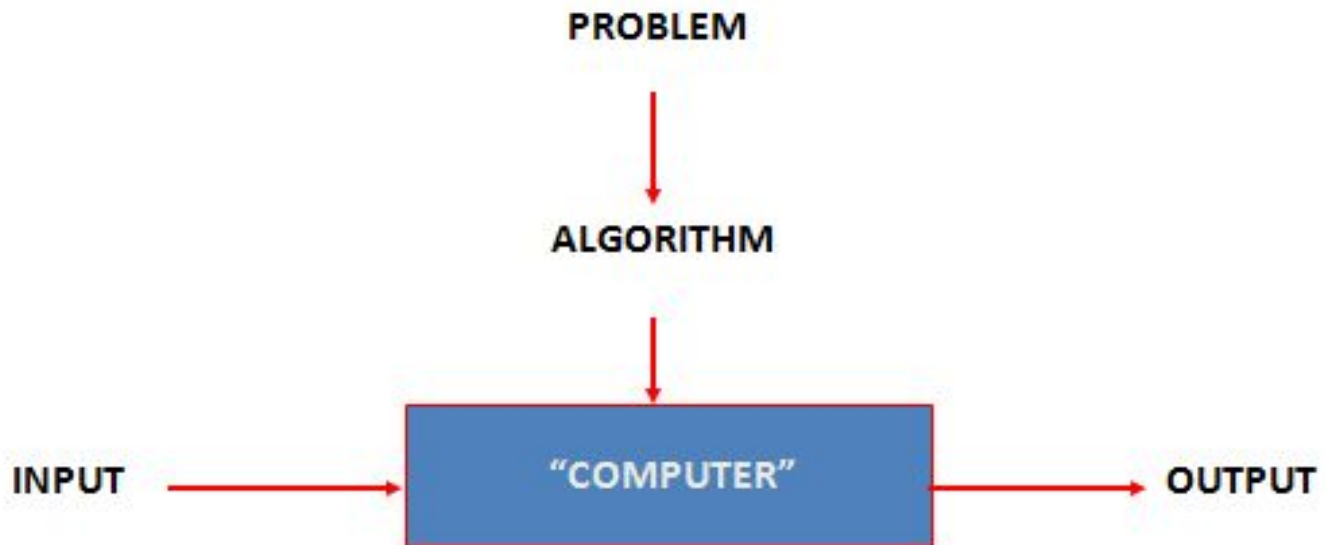 PROBLEM
ALGORITHM
INPUT
“COMPUTER”
OUTPUT